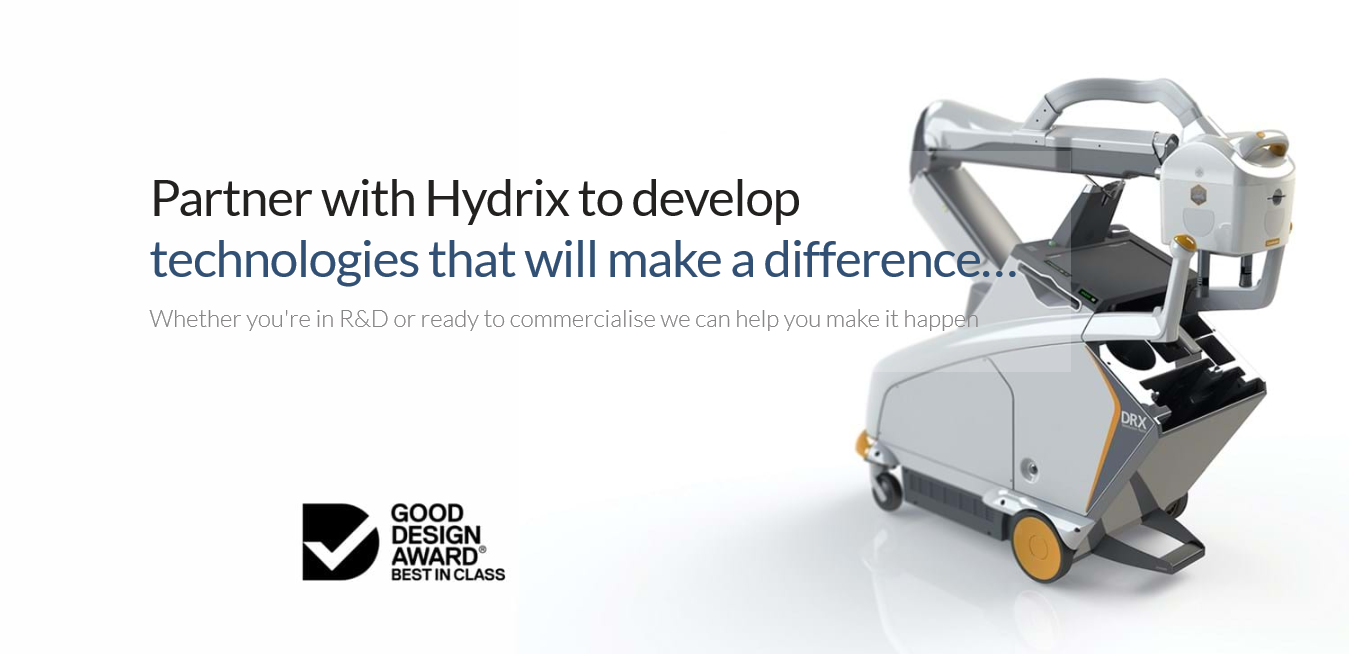 Partner with Hydrix to develop
technologies that will make a difference...
Whether you're in R&D or ready to commercialise we can help you make it happen
DRX
GOOD
DESIGN
AWARD®
BEST IN CLASS